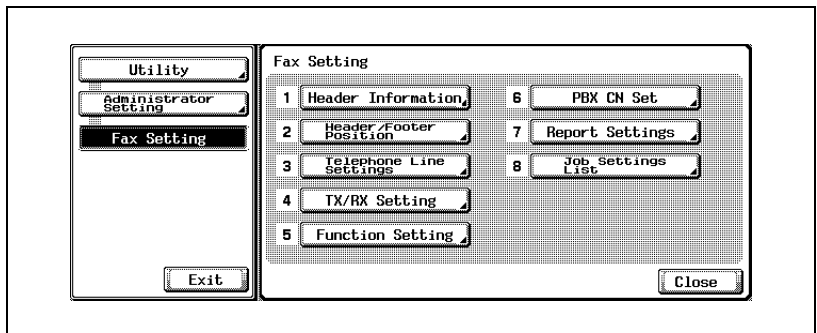 Utility
Administrator
Setting
Fax Setting
Exit
Fax Setting
1 Header Information
2 Header/Footer
Position
3 Telephone Line
Settings
4 TX/RX Setting
5 Function Setting
6 PBX CN Set
7 Report Settings
8 Job Settings
List
Close